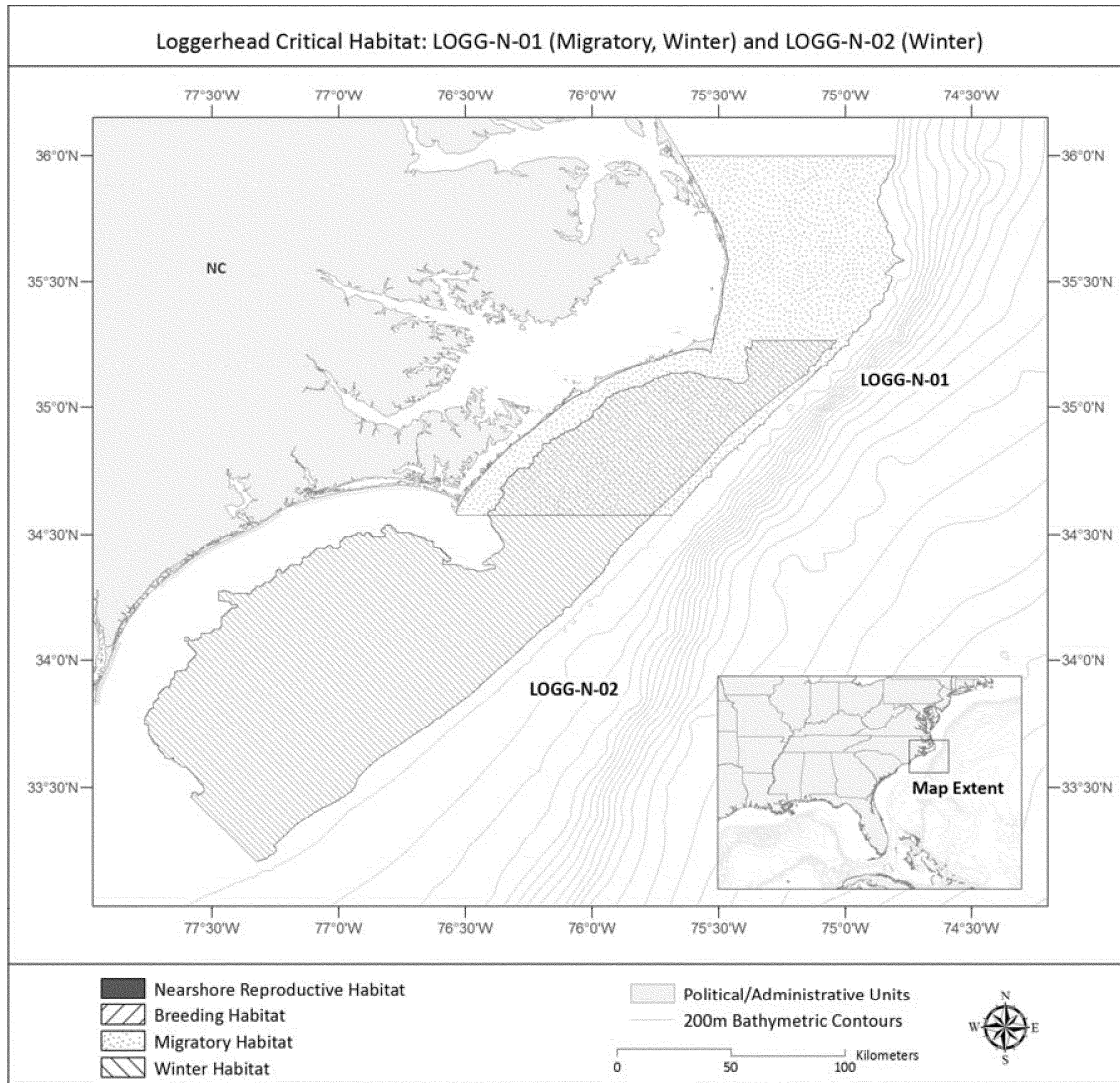 Loggerhead Critical Habitat: LOGG-N-01 (Migratory, Winter) and LOGG-N-02 (Winter)
77°30'W 77°0'W 76°30'W 76°0'W 75°30'W 75°0'W 74°30'W
36°0'N 36°0'N
NC
35°30'N 35°30'N
LOGG-N-01
35°0'N 35°0'N
34°30'N 34°30'N
34°0'N 34°0'N
LOGG-N-02
Map Extent
33°30'N 33°30'N
77°30'W 77°0'W 76°30'W 76°0'W 75°30'W 75°0'W 74°30'W
Nearshore Reproductive Habitat
Breeding Habitat
Migratory Habitat
Winter Habitat
Political/Administrative Units
200m Bathymetric Contours
Kilometers
0 50 100
N
W E
S